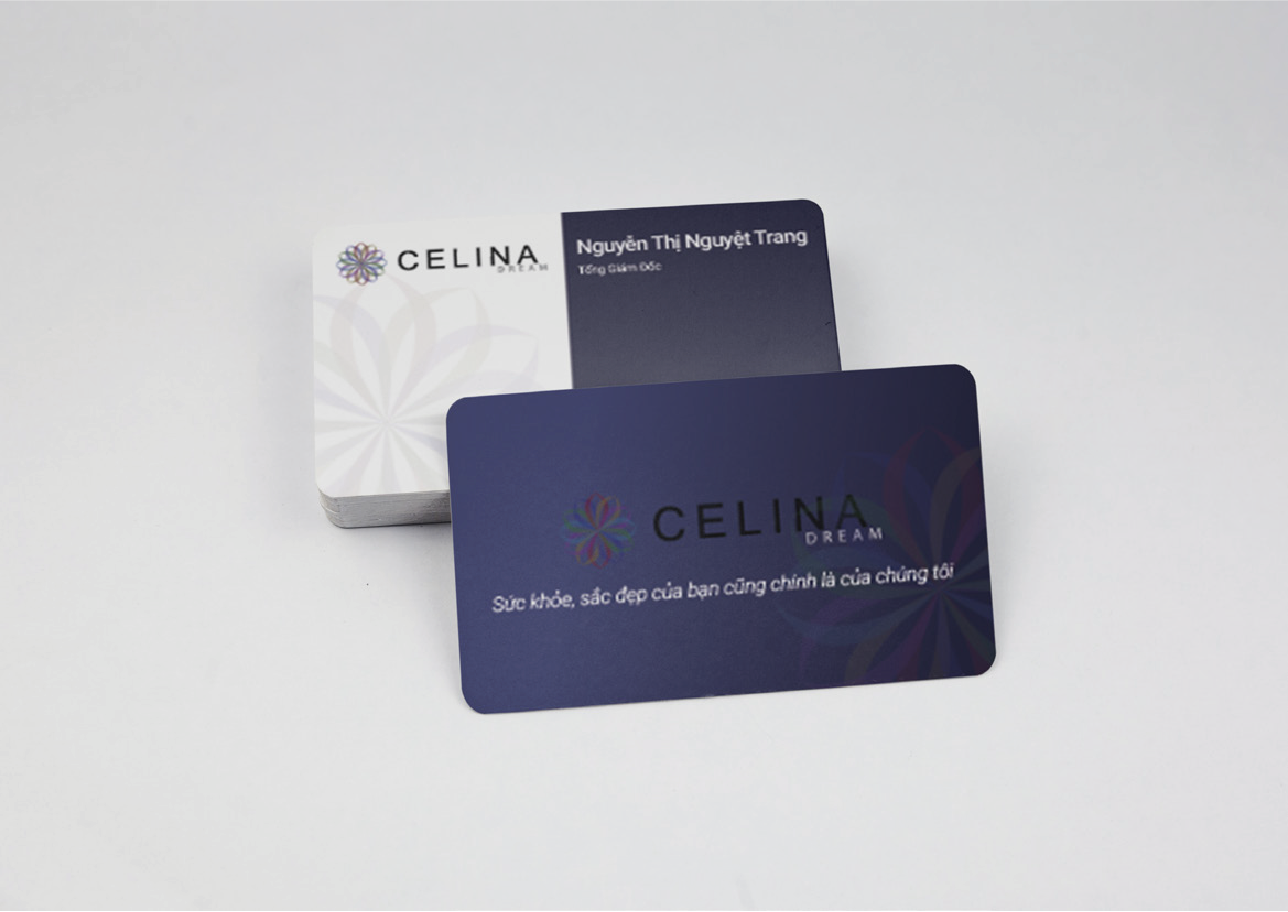 CELINA
DREAM
Nguyễn Thị Nguyệt Trang
Tổng Giám Đốc
CELINA
DREAM
Sức khỏe, sắc đẹp của bạn cũng chính là của chúng tôi